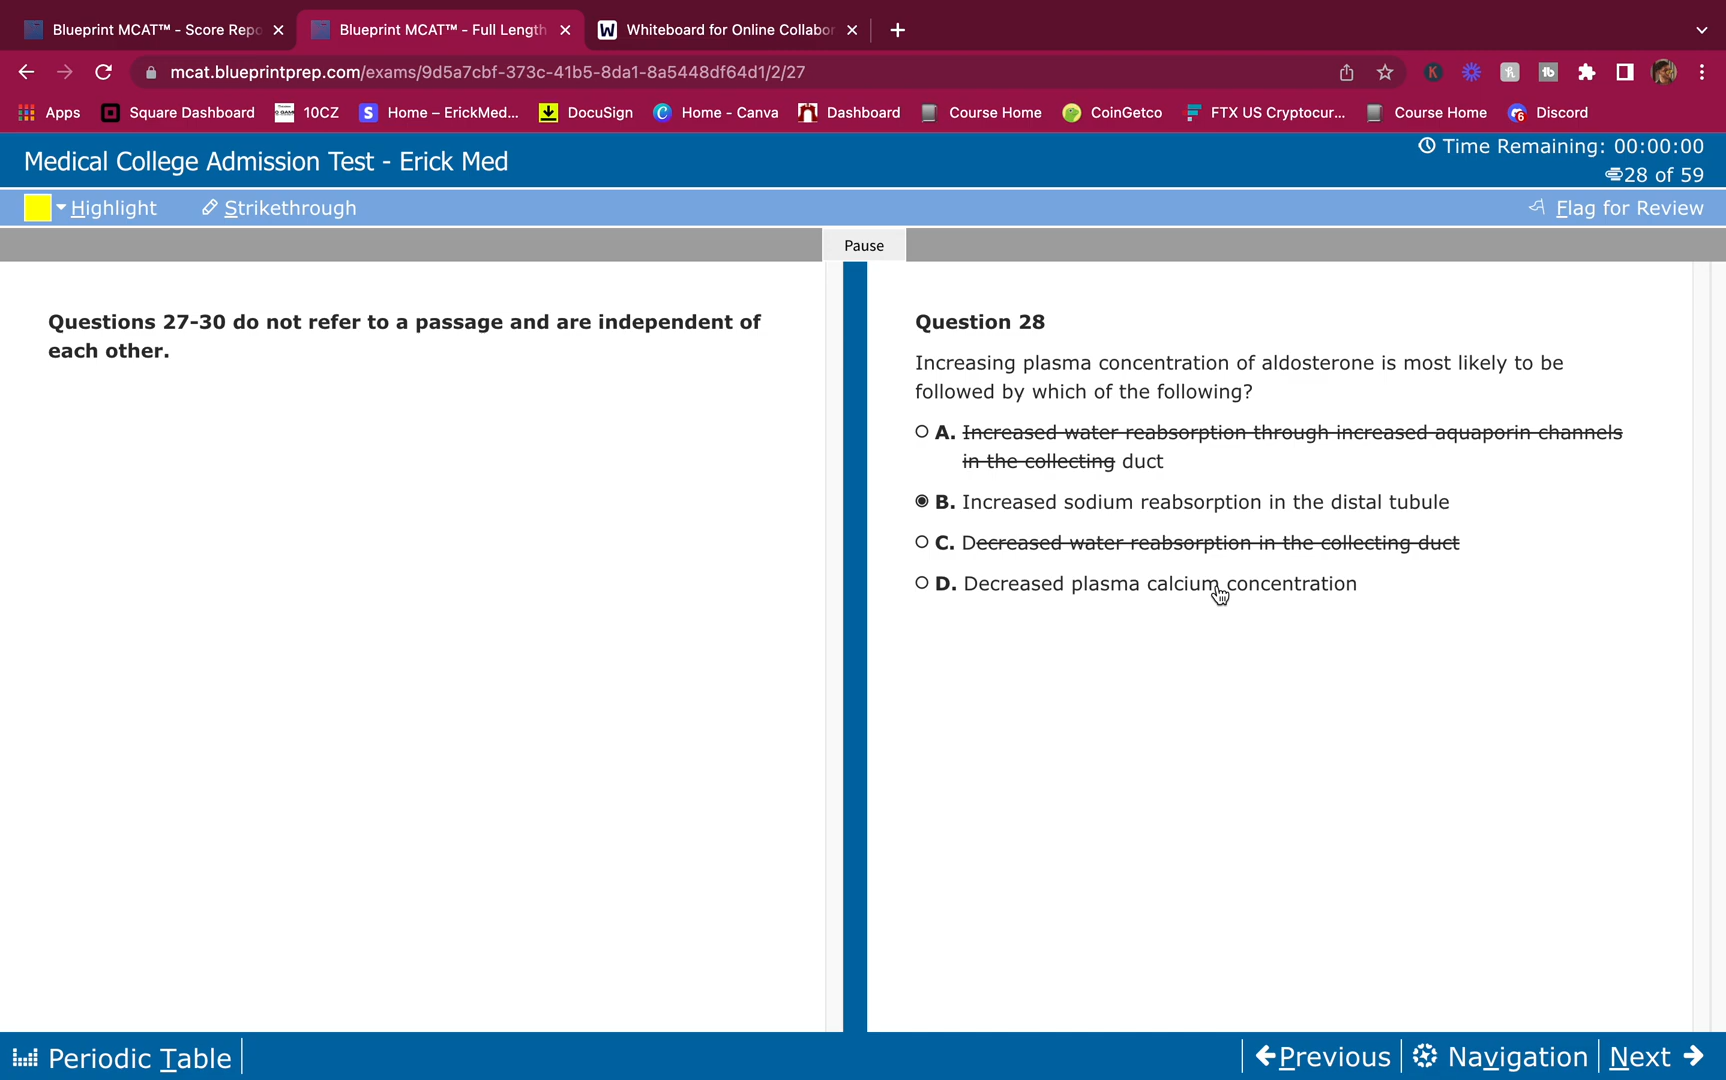 Blueprint MCAT™ - Score Repo
Blueprint MCAT™ - Full Length
W Whiteboard for Online Collabor
mcat.blueprintprep.com/exams/9d5a7cbf-373c-41b5-8da1-8a5448df64d1/2/27
K
tb
Apps
Square Dashboard
10CZ
S Home – ErickMed...
DocuSign
C Home - Canva
Dashboard
Course Home
CoinGetco
FTX US Cryptocur...
Course Home
6 Discord
Medical College Admission Test - Erick Med
Time Remaining: 00:00:00
28 of 59
Highlight
Strikethrough
Flag for Review
Pause
Questions 27-30 do not refer to a passage and are independent of
each other.
Question 28
Increasing plasma concentration of aldosterone is most likely to be
followed by which of the following?
A. Increased water reabsorption through increased aquaporin channels
in the collecting duct
B. Increased sodium reabsorption in the distal tubule
C. Decreased water reabsorption in the collecting duct
D. Decreased plasma calcium concentration
Periodic Table
Previous
Navigation
Next